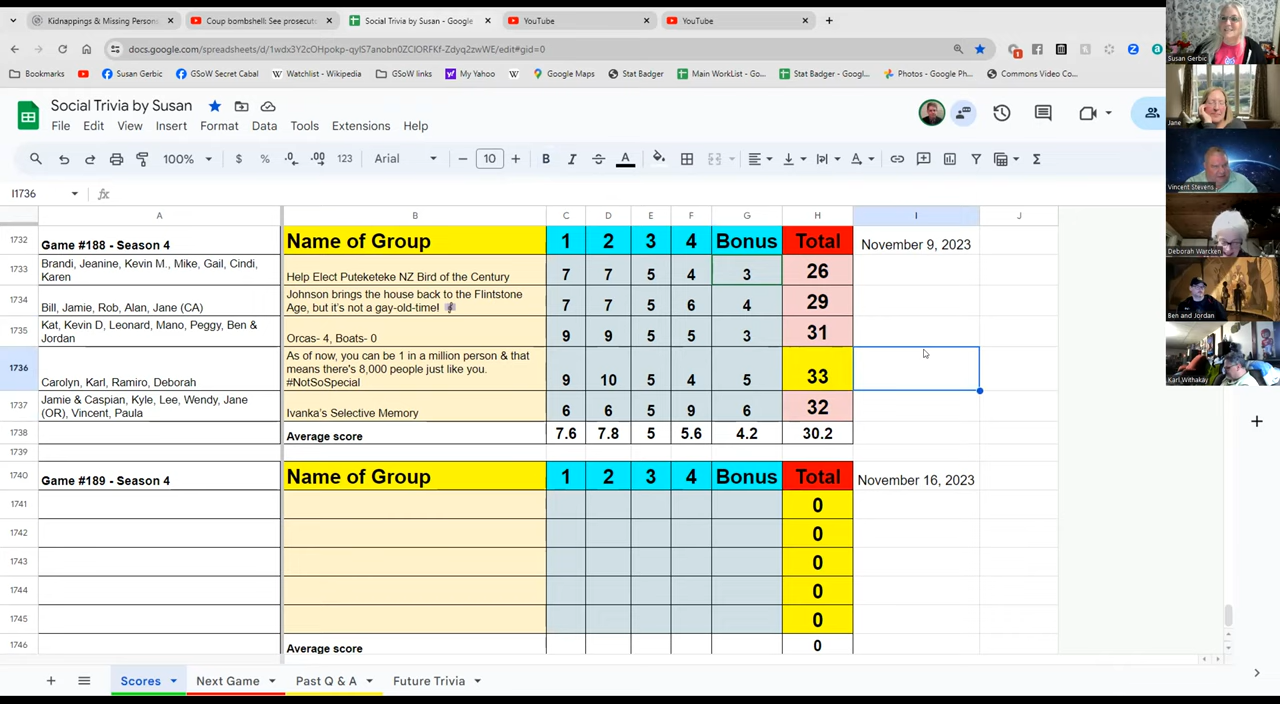 Kidnappings & Missing Person
Coup bombshell: See prosecut
Social Trivia by Susan - Google
YouTube
YouTube
docs.google.com/spreadsheets/d/1wdx3Y2cOHpokp-qylS7anobn0ZCIORFKf-Zdyq2zwWE/edit#gid=0
Bookmarks
Susan Gerbic
GSoW Secret Cabal
Watchlist - Wikipedia
GSoW links
My Yahoo
Google Maps
Stat Badger
Main WorkList - Go...
Stat Badger - Googl...
Photos - Google Ph...
Commons Video Co...
Social Trivia by Susan
File Edit View Insert Format Data Tools Extensions Help
100% $ % .0 .00 123 Arial 10 B I S A
I1736 fx
A B C D E F G H I J
1732 Game #188 - Season 4 Name of Group 1 2 3 4 Bonus Total November 9, 2023
1733 Brandi, Jeanine, Kevin M., Mike, Gail, Cindi,
Karen Help Elect Puteketeke NZ Bird of the Century 7 7 5 4 3 26
1734 Bill, Jamie, Rob, Alan, Jane (CA) Johnson brings the house back to the Flintstone
Age, but it's not a gay-old-time! 7 7 5 6 4 29
1735 Kat, Kevin D, Leonard, Mano, Peggy, Ben &
Jordan Orcas- 4, Boats- 0 9 9 5 5 3 31
1736 Carolyn, Karl, Ramiro, Deborah As of now, you can be 1 in a million person & that
means there's 8,000 people just like you.
#NotSoSpecial 9 10 5 4 5 33
1737 Jamie & Caspian, Kyle, Lee, Wendy, Jane
(OR), Vincent, Paula Ivanka's Selective Memory 6 6 5 9 6 32
1738 Average score 7.6 7.8 5 5.6 4.2 30.2
1739
1740 Game #189 - Season 4 Name of Group 1 2 3 4 Bonus Total November 16, 2023
1741 0
1742 0
1743 0
1744 0
1745 0
1746 Average score 0
Scores Next Game Past Q & A Future Trivia
Susan Gerbic
Jane
Vincent Stevens
Deborah Warcken
Ben and Jordan
Karl.Withakay